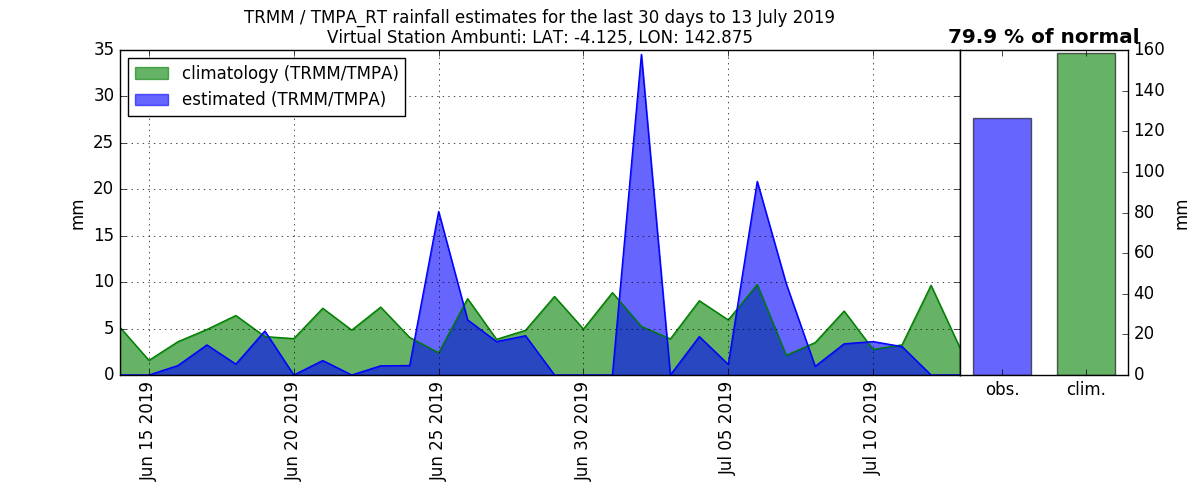 TRMM / TMPA_RT rainfall estimates for the last 30 days to 13 July 2019
Virtual Station Ambunti: LAT: -4.125, LON: 142.875
79.9 % of normal
climatology (TRMM/TMPA)
estimated (TRMM/TMPA)
35
30
25
20
15
10
5
0
mm
Jun 15 2019
Jun 20 2019
Jun 25 2019
Jun 30 2019
Jul 05 2019
Jul 10 2019
160
140
120
100
80
60
40
20
0
mm
obs.
clim.